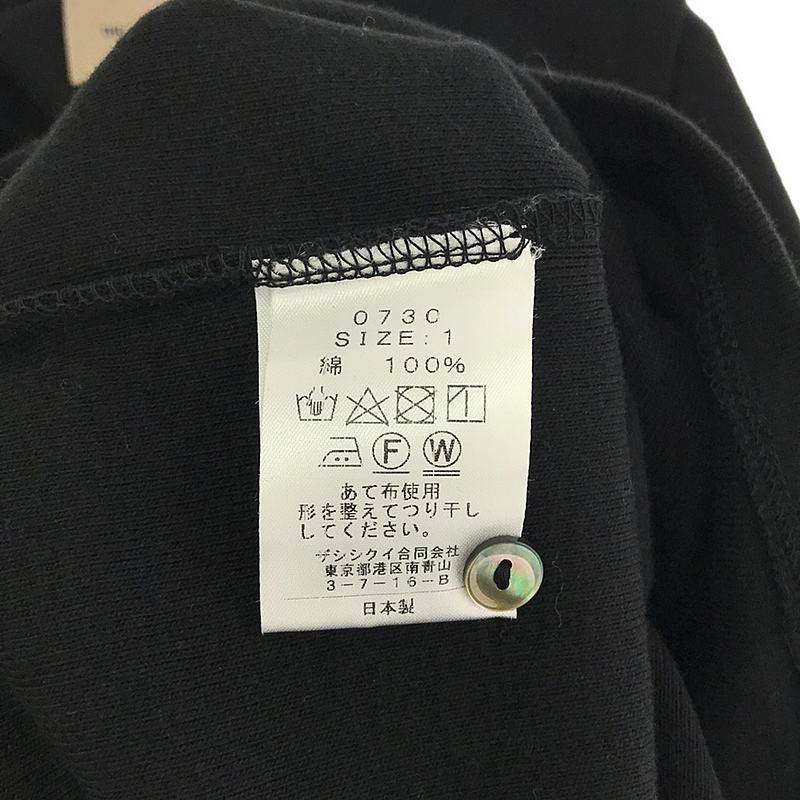 0730
SIZE: 1
綿 100%
F W
あて布使用
形を整えてつり干し
してください。
ザシシクイ合同会社
東京都港区南青山
3-7-16-B
日本製